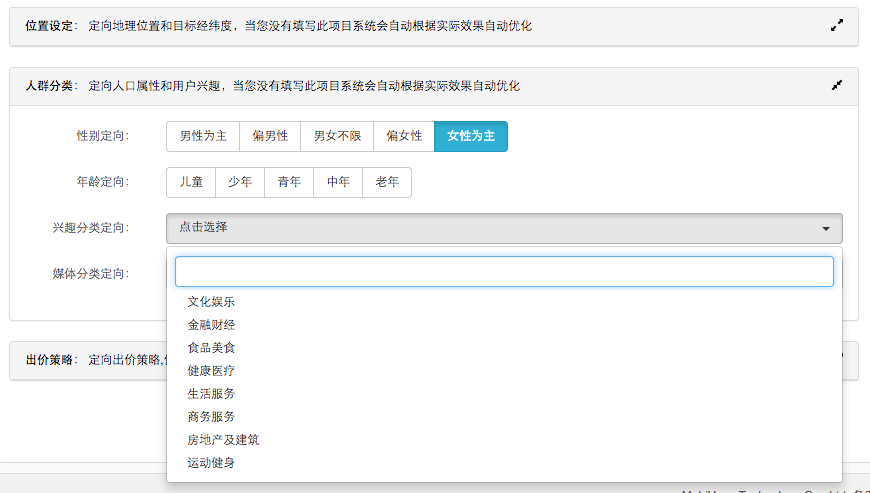 位置设定： 定向地理位置和目标经纬度，当您没有填写此项目系统会自动根据实际效果自动优化
人群分类： 定向人口属性和用户兴趣，当您没有填写此项目系统会自动根据实际效果自动优化
性别定向： 男性为主 偏男性 男女不限 偏女性 女性为主
年龄定向： 儿童 少年 青年 中年 老年
兴趣分类定向： 点击选择
媒体分类定向：
文化娱乐
金融财经
出价策略： 定向出价策略,
食品美食
健康医疗
生活服务
商务服务
房地产及建筑
运动健身